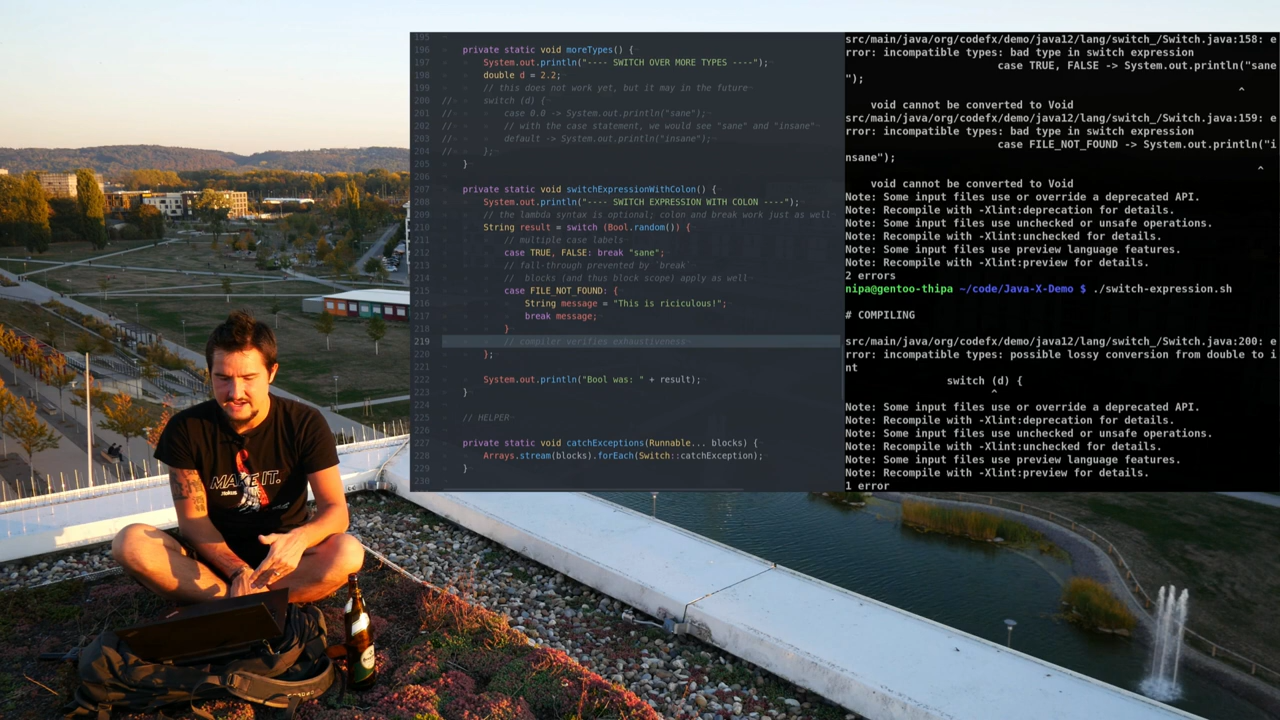 195
196 private static void moreTypes() {
197 System.out.println("---- SWITCH OVER MORE TYPES ----");
198 double d = 2.2;
199 // this does not work yet, but it may in the future
200 // switch (d) {
201 // case 0.0 -> System.out.println("sane");
202 // // with the case statement, we would see "sane" and "insane"
203 // default -> System.out.println("insane");
204 // };
205 }
206
207 private static void switchExpressionWithColon() {
208 System.out.println("---- SWITCH EXPRESSION WITH COLON ----");
209 // the lambda syntax is optional; colon and break work just as well
210 String result = switch (Bool.random()) {
211 // multiple case labels
212 case TRUE, FALSE: break "sane";
213 // fall-through prevented by `break`
214 // blocks (and thus block scope) apply as well
215 case FILE_NOT_FOUND: {
216 String message = "This is riciculous!";
217 break message;
218 }
219 // compiler verifies exhaustiveness
220 };
221
222 System.out.println("Bool was: " + result);
223 }
224
225 // HELPER
226
227 private static void catchExceptions(Runnable... blocks) {
228 Arrays.stream(blocks).forEach(Switch::catchException);
229 }
230
src/main/java/org/codefx/demo/java12/lang/switch_/Switch.java:158: e
rror: incompatible types: bad type in switch expression
case TRUE, FALSE -> System.out.println("sane
");
^
void cannot be converted to Void
src/main/java/org/codefx/demo/java12/lang/switch_/Switch.java:159: e
rror: incompatible types: bad type in switch expression
case FILE_NOT_FOUND -> System.out.println("i
nsane");
^
void cannot be converted to Void
Note: Some input files use or override a deprecated API.
Note: Recompile with -Xlint:deprecation for details.
Note: Some input files use unchecked or unsafe operations.
Note: Recompile with -Xlint:unchecked for details.
Note: Some input files use preview language features.
Note: Recompile with -Xlint:preview for details.
2 errors
nipa@gentoo-thipa ~/code/Java-X-Demo $ ./switch-expression.sh
# COMPILING
src/main/java/org/codefx/demo/java12/lang/switch_/Switch.java:200: e
rror: incompatible types: possible lossy conversion from double to i
nt
switch (d) {
^
Note: Some input files use or override a deprecated API.
Note: Recompile with -Xlint:deprecation for details.
Note: Some input files use unchecked or unsafe operations.
Note: Recompile with -Xlint:unchecked for details.
Note: Some input files use preview language features.
Note: Recompile with -Xlint:preview for details.
1 error
MAKE IT.